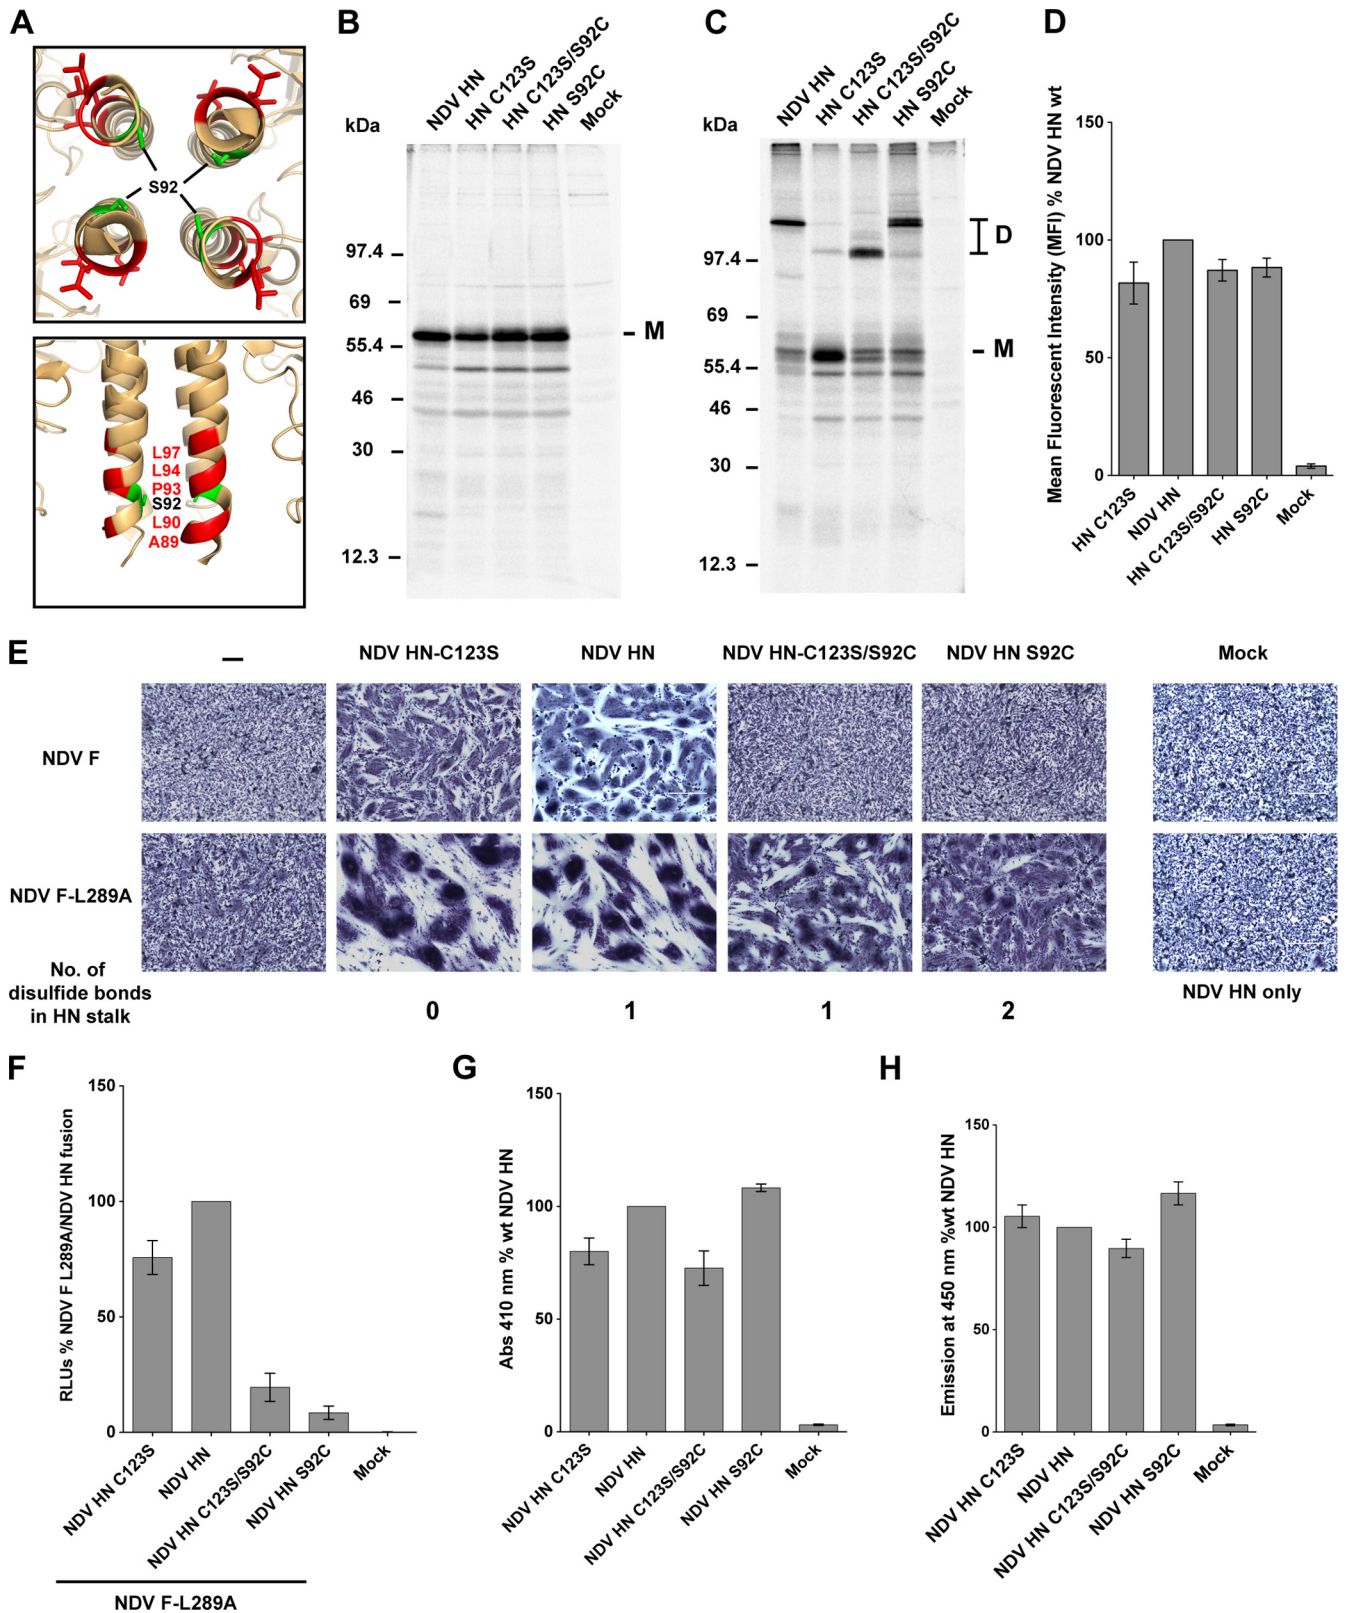 A
S92
L97
L94
P93
S92
L90
A89
B
NDV HN
HN C123S
HN C123S/S92C
HN S92C
Mock
kDa
97.4
69
55.4
46
30
12.3
M
C
NDV HN
HN C123S
HN C123S/S92C
HN S92C
Mock
kDa
97.4
69
55.4
46
30
12.3
D
M
D
Mean Fluorescent Intensity (MFI) % NDV HN wt
150
100
50
0
HN C123S
NDV HN
HN C123S/S92C
HN S92C
Mock
E
–
NDV HN-C123S
NDV HN
NDV HN-C123S/S92C
NDV HN S92C
Mock
NDV F
NDV F-L289A
No. of
disulfide bonds
in HN stalk
0
1
1
2
NDV HN only
F
RLUs % NDV F L289A/NDV HN fusion
150
100
50
0
NDV HN C123S
NDV HN
NDV HN C123S/S92C
NDV HN S92C
Mock
NDV F-L289A
G
Abs 410 nm % wt NDV HN
150
100
50
0
NDV HN C123S
NDV HN
NDV HN C123S/S92C
NDV HN S92C
Mock
H
Emission at 450 nm %wt NDV HN
150
100
50
0
NDV HN C123S
NDV HN
NDV HN C123S/S92C
NDV HN S92C
Mock